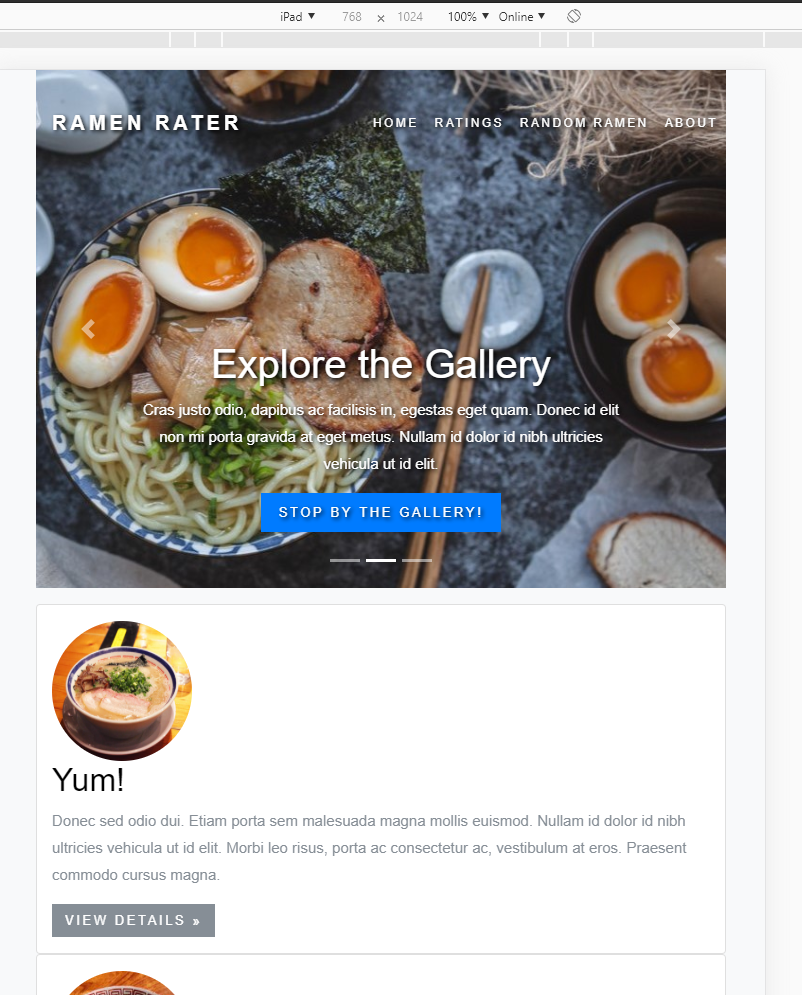 iPad ▼ 768 × 1024 100% ▼ Online ▼
RAMEN RATER HOME RATINGS RANDOM RAMEN ABOUT
Explore the Gallery
Cras justo odio, dapibus ac facilisis in, egestas eget quam. Donec id elit
non mi porta gravida at eget metus. Nullam id dolor id nibh ultricies
vehicula ut id elit.
STOP BY THE GALLERY!
Yum!
Donec sed odio dui. Etiam porta sem malesuada magna mollis euismod. Nullam id dolor id nibh
ultricies vehicula ut id elit. Morbi leo risus, porta ac consectetur ac, vestibulum at eros. Praesent
commodo cursus magna.
VIEW DETAILS »